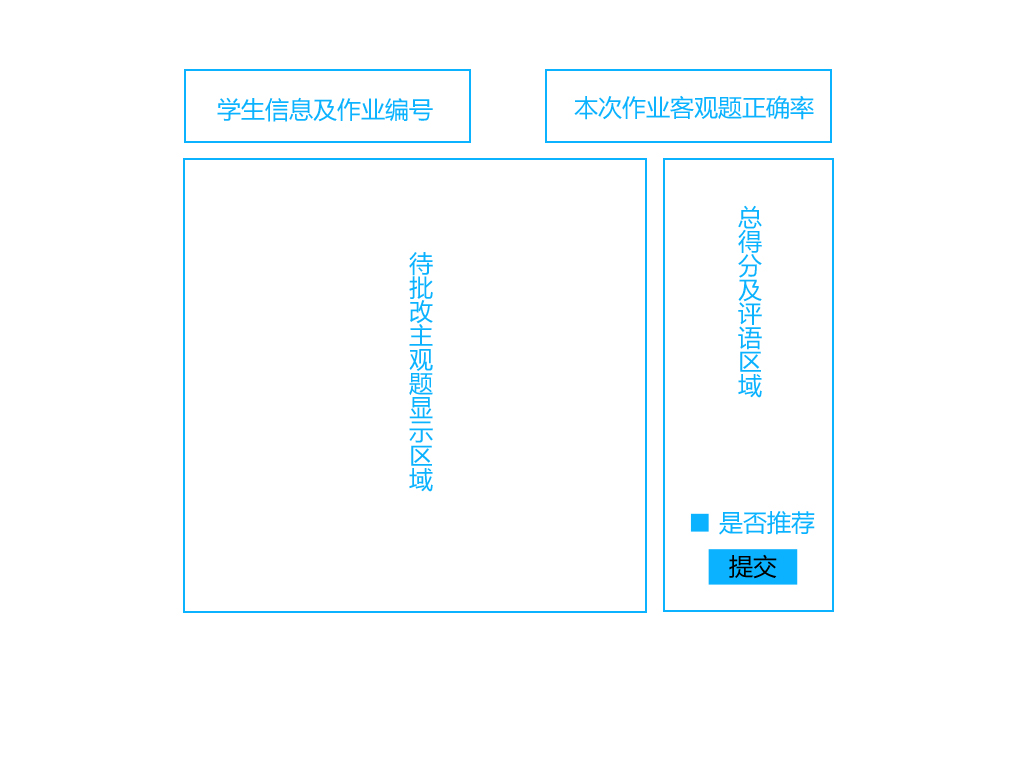 学生信息及作业编号
本次作业客观题正确率
待批改主观题显示区域
总得分及评语区域
是否推荐
提交